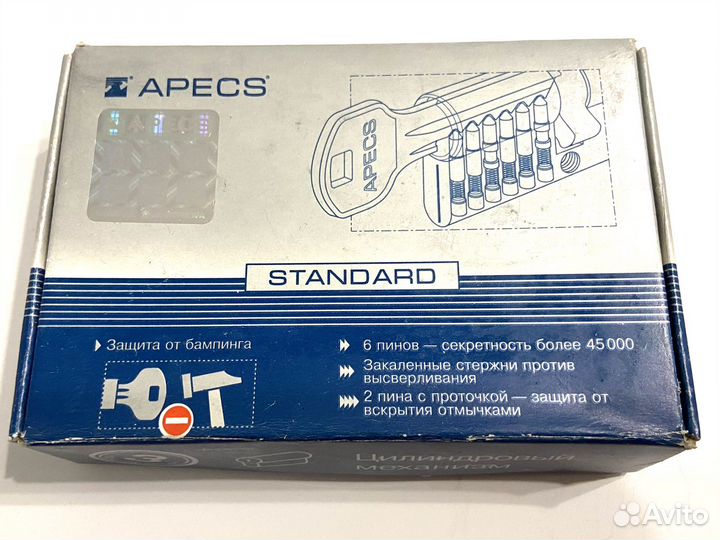 APECS
APECS
APECS
STANDARD
Защита от бампинга
6 пинов — секретность более 45 000
Закаленные стержни против
высверливания
2 пина с проточкой — защита от
вскрытия отмычками
Цилиндровый
механизм
Avito